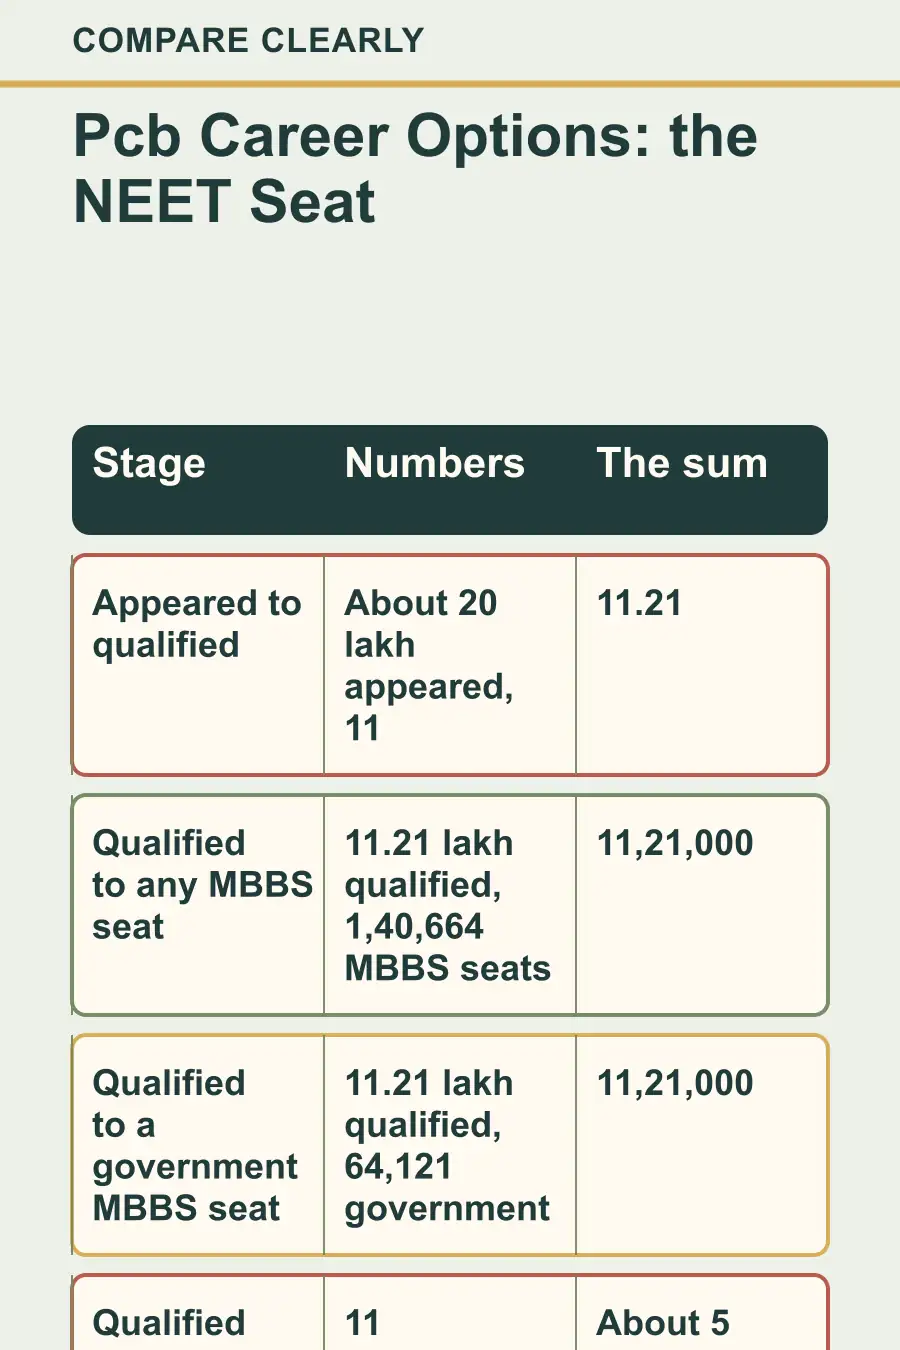 COMPARE CLEARLY
Pcb Career Options: the
NEET Seat
Stage Numbers The sum
Appeared to
qualified
About 20
lakh
appeared,
11
11.21
Qualified
to any MBBS
seat
11.21 lakh
qualified,
1,40,664
MBBS seats
11,21,000
Qualified
to a
government
MBBS seat
11.21 lakh
qualified,
64,121
government
11,21,000
Qualified
11
About 5